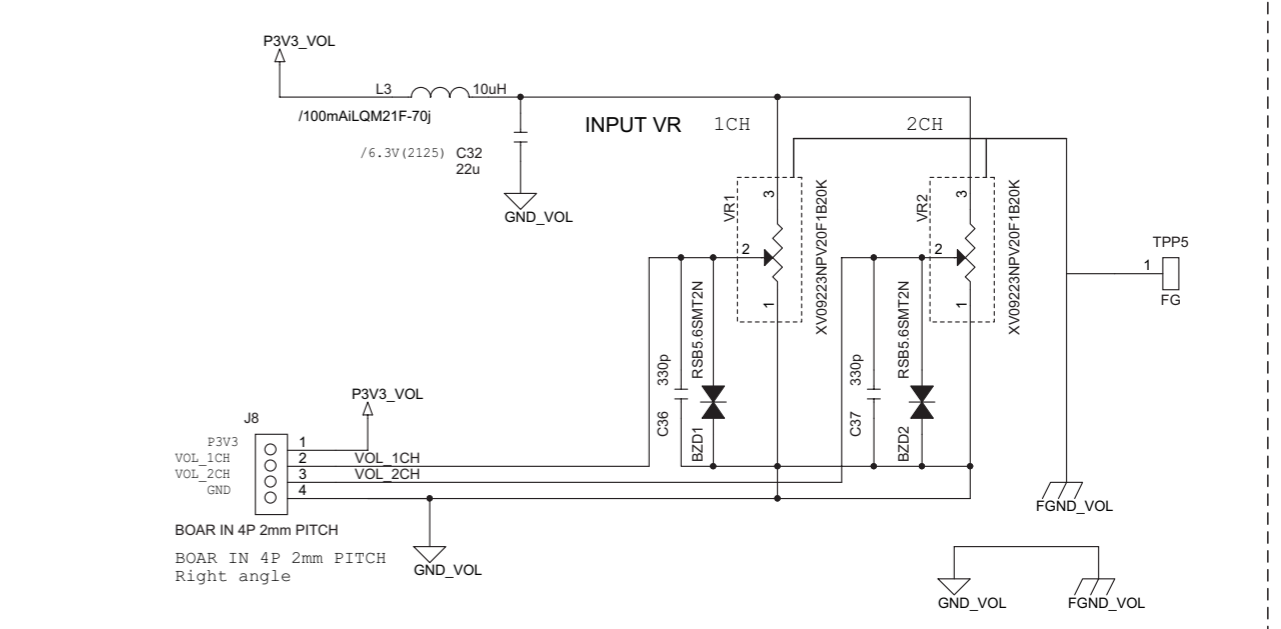 P3V3_VOL
L3 10uH
/100mAiLQM21F-70j
INPUT VR 1CH 2CH
/6.3V(2125) C32
22u
GND_VOL
VR1
3
2
1
XV09223NPV20F1B20K
VR2
3
2
1
XV09223NPV20F1B20K
TPP5
1
FG
330p
C36
RSB5.6SMT2N
BZD1
330p
C37
RSB5.6SMT2N
BZD2
P3V3_VOL
J8
P3V3 1
VOL_1CH 2 VOL_1CH
VOL_2CH 3 VOL_2CH
GND 4
BOAR IN 4P 2mm PITCH
BOAR IN 4P 2mm PITCH
Right angle
GND_VOL
FGND_VOL
GND_VOL FGND_VOL